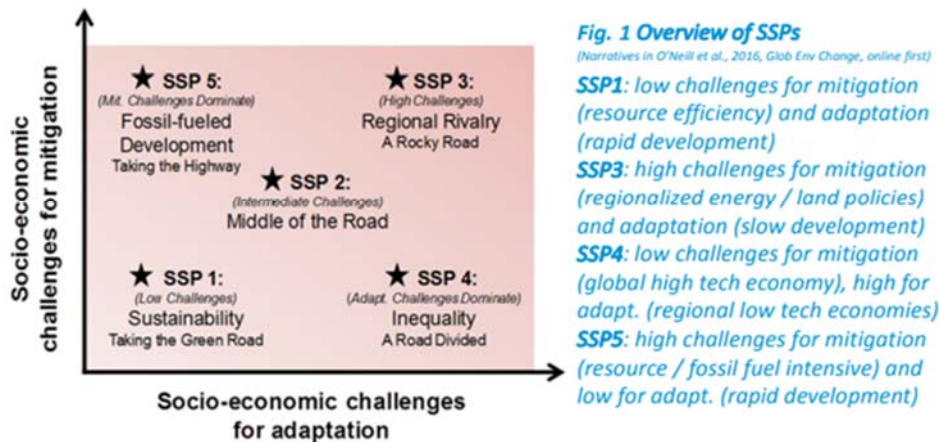 Socio-economic
challenges for mitigation
★ SSP 5:
(Mit. Challenges Dominate)
Fossil-fueled
Development
Taking the Highway
★ SSP 3:
(High Challenges)
Regional Rivalry
A Rocky Road
★ SSP 2:
(Intermediate Challenges)
Middle of the Road
★ SSP 1:
(Low Challenges)
Sustainability
Taking the Green Road
★ SSP 4:
(Adapt. Challenges Dominate)
Inequality
A Road Divided
Socio-economic challenges
for adaptation
Fig. 1 Overview of SSPs
(Narratives in O'Neill et al., 2016, Glob Env Change, online first)
SSP1: low challenges for mitigation
(resource efficiency) and adaptation
(rapid development)
SSP3: high challenges for mitigation
(regionalized energy / land policies)
and adaptation (slow development)
SSP4: low challenges for mitigation
(global high tech economy), high for
adapt. (regional low tech economies)
SSP5: high challenges for mitigation
(resource / fossil fuel intensive) and
low for adapt. (rapid development)